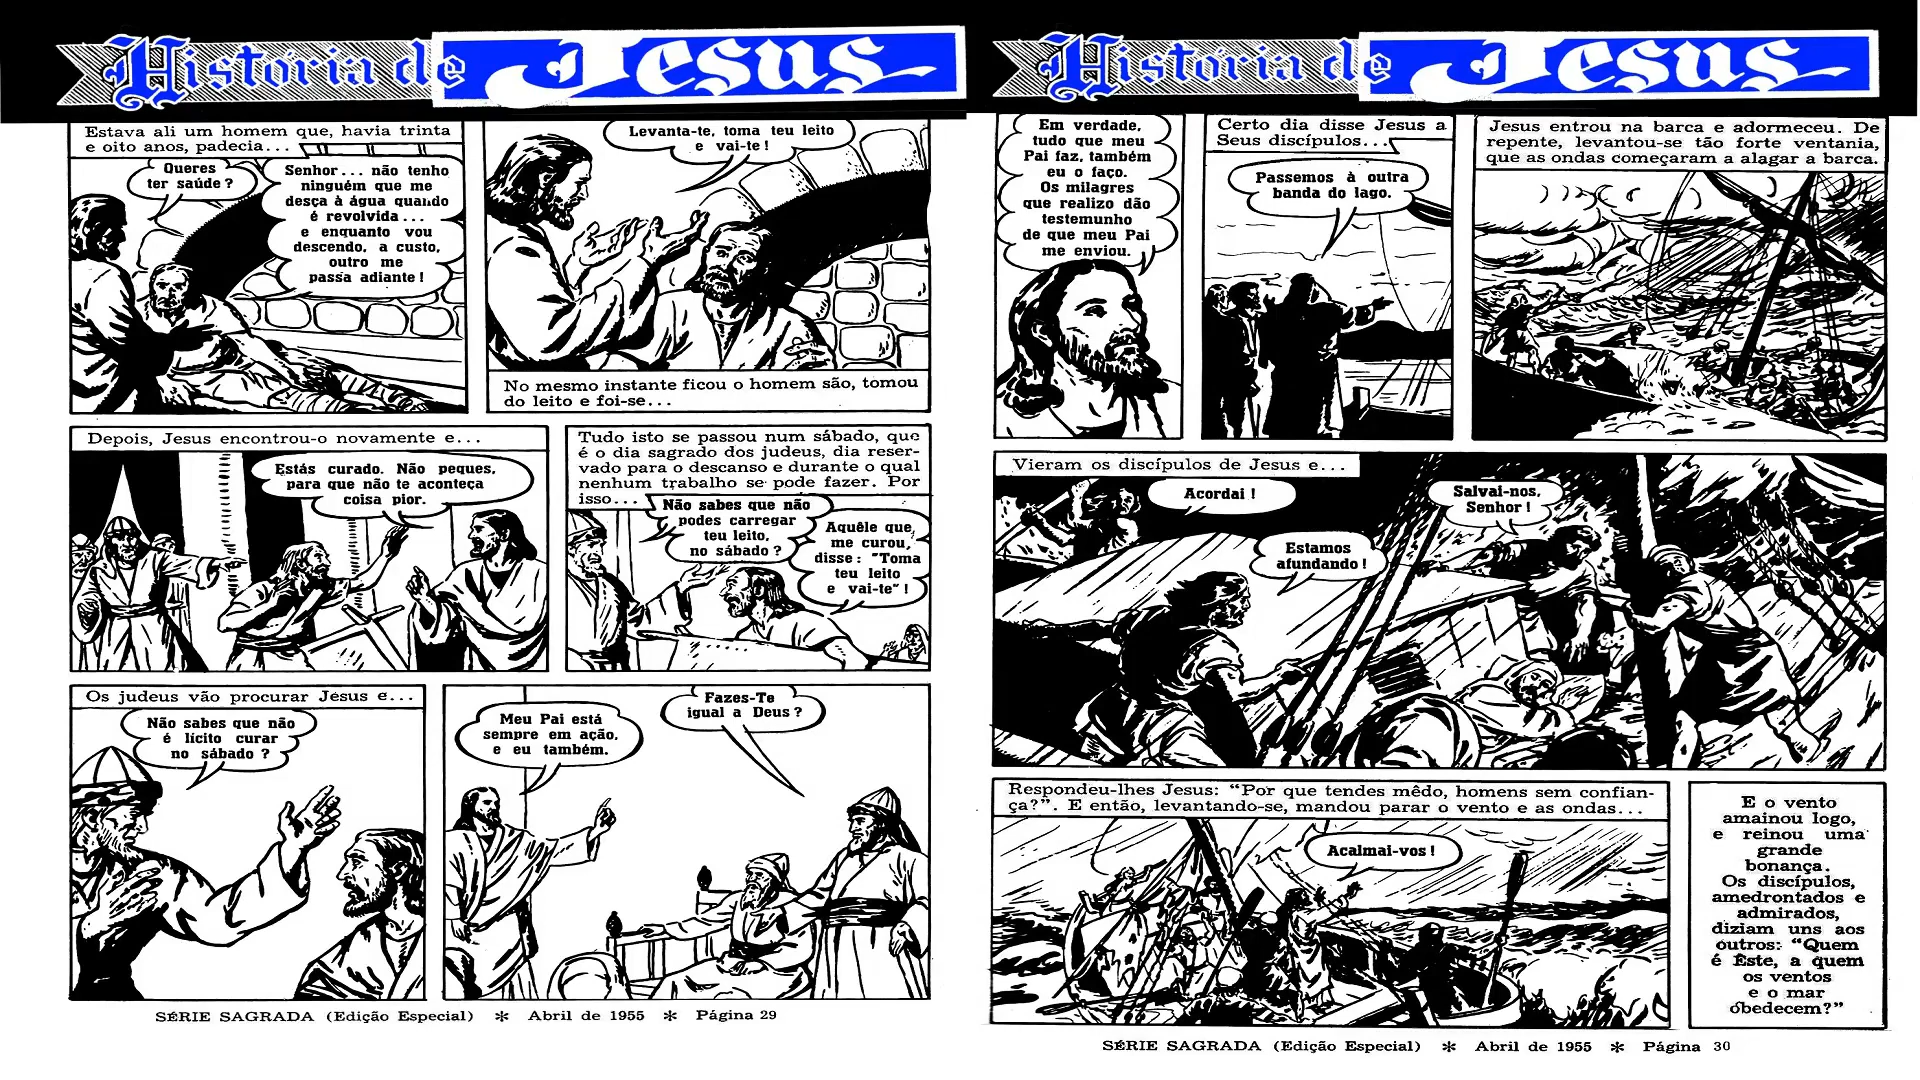 História de Jesus
Estava ali um homem que, havia trinta
e oito anos, padecia...
Queres
ter saúde?
Senhor... não tenho
ninguém que me
desça à água quando
é revolvida...
e enquanto vou
descendo, a custo,
outro me
passa adiante!
Levanta-te, toma teu leito
e vai-te!
No mesmo instante ficou o homem são, tomou
do leito e foi-se...
Depois, Jesus encontrou-o novamente e...
Estás curado. Não peques,
para que não te aconteça
coisa pior.
Tudo isto se passou num sábado, que
é o dia sagrado dos judeus, dia reser-
vado para o descanso e durante o qual
nenhum trabalho se pode fazer. Por
isso...
Não sabes que não
podes carregar
teu leito,
no sábado?
Aquêle que,
me curou,
disse: "Toma
teu leito
e vai-te"!
Os judeus vão procurar Jesus e...
Não sabes que não
é lícito curar
no sábado?
Meu Pai está
sempre em ação,
e eu também.
Fazes-Te
igual a Deus?
SÉRIE SAGRADA (Edição Especial) * Abril de 1955 * Página 29
História de Jesus
Em verdade,
tudo que meu
Pai faz, também
eu o faço.
Os milagres
que realizo dão
testemunho
de que meu Pai
me enviou.
Certo dia disse Jesus a
Seus discípulos...
Passemos à outra
banda do lago.
Jesus entrou na barca e adormeceu. De
repente, levantou-se tão forte ventania,
que as ondas começaram a alagar a barca.
Vieram os discípulos de Jesus e...
Acordai!
Estamos
afundando!
Salvai-nos,
Senhor!
Respondeu-lhes Jesus: "Por que tendes mêdo, homens sem confian-
ça?". E então, levantando-se, mandou parar o vento e as ondas...
Acalmai-vos!
E o vento
amainou logo,
e reinou uma
grande
bonança.
Os discípulos,
amedrontados e
admirados,
diziam uns aos
outros: "Quem
é Êste, a quem
os ventos
e o mar
obedecem?"
SÉRIE SAGRADA (Edição Especial) * Abril de 1955 * Página 30